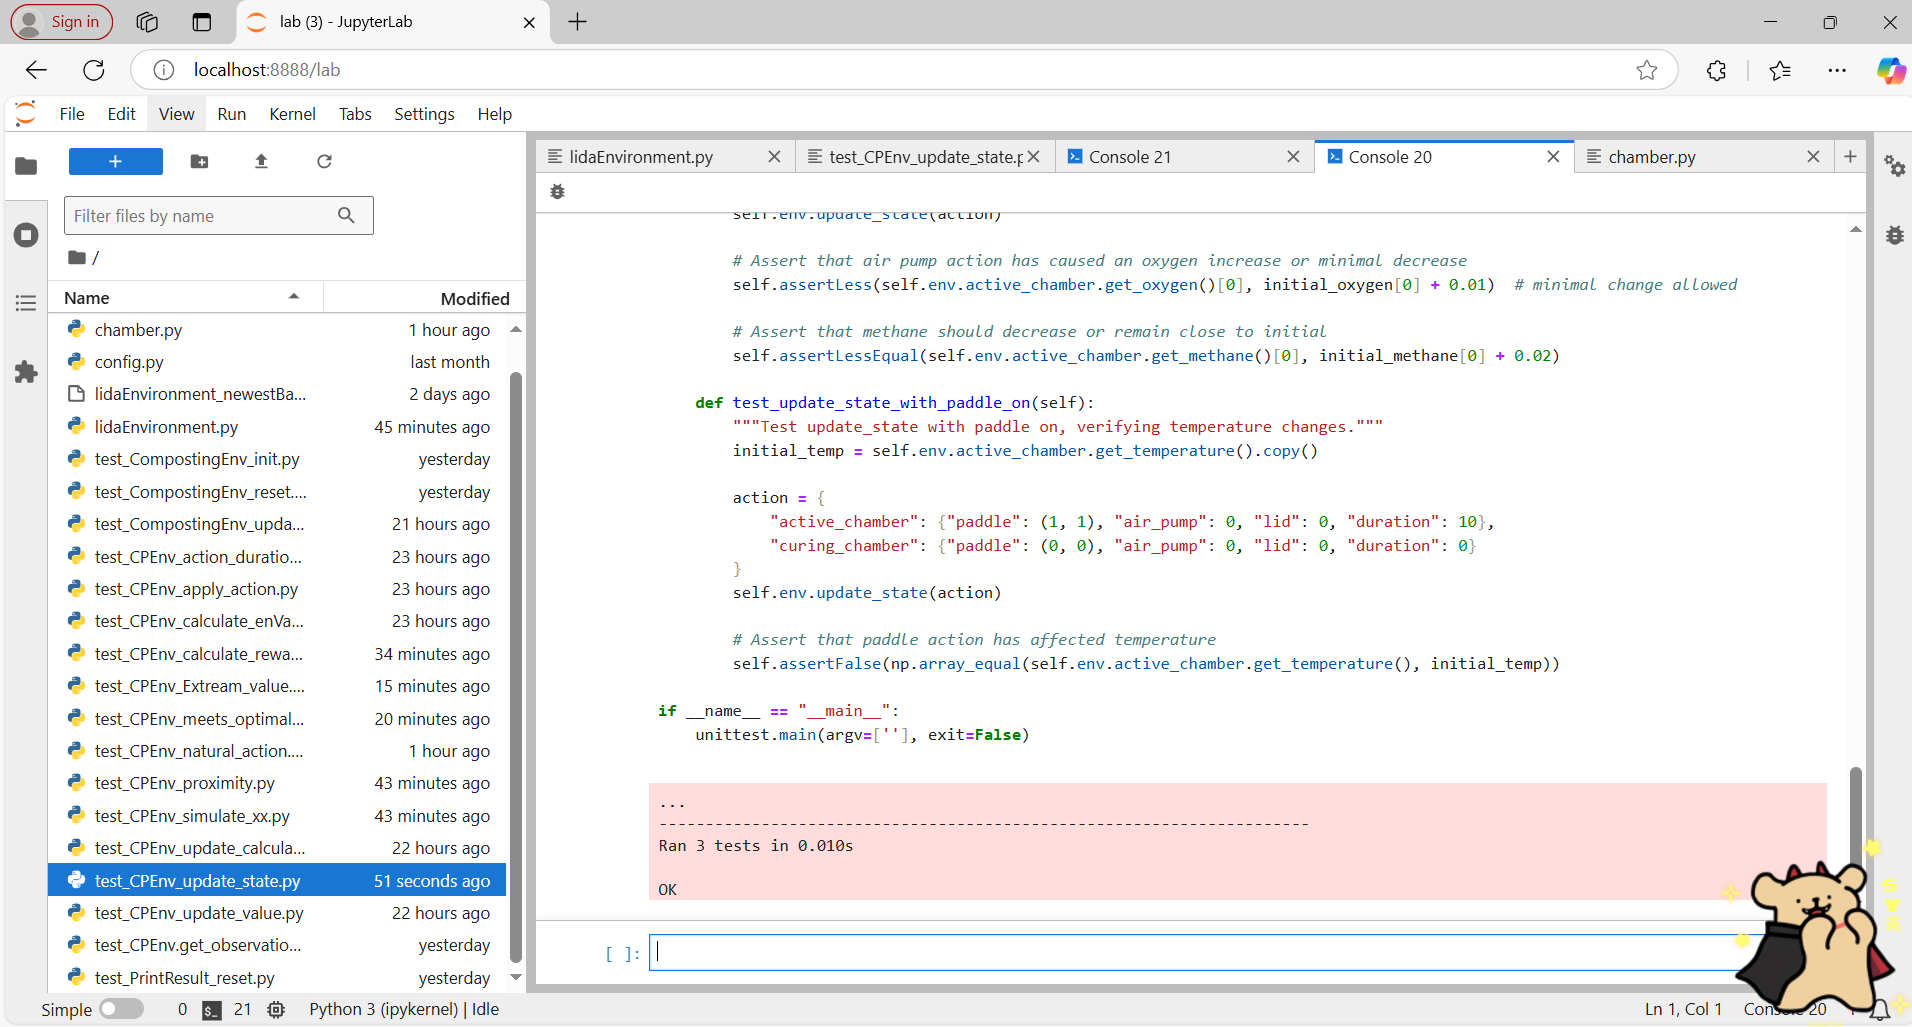 Sign in
lab (3) - JupyterLab
localhost:8888/lab
File Edit View Run Kernel Tabs Settings Help
Filter files by name
/
Name Modified
chamber.py 1 hour ago
config.py last month
lidaEnvironment_newestBa... 2 days ago
lidaEnvironment.py 45 minutes ago
test_CompostingEnv_init.py yesterday
test_CompostingEnv_reset.... yesterday
test_CompostingEnv_upda... 21 hours ago
test_CPEnv_action_duratio... 23 hours ago
test_CPEnv_apply_action.py 23 hours ago
test_CPEnv_calculate_enVa... 23 hours ago
test_CPEnv_calculate_rewa... 34 minutes ago
test_CPEnv_Extream_value.... 15 minutes ago
test_CPEnv_meets_optimal... 20 minutes ago
test_CPEnv_natural_action.... 1 hour ago
test_CPEnv_proximity.py 43 minutes ago
test_CPEnv_simulate_xx.py 43 minutes ago
test_CPEnv_update_calcula... 22 hours ago
test_CPEnv_update_state.py 51 seconds ago
test_CPEnv_update_value.py 22 hours ago
test_CPEnv.get_observatio... yesterday
test_PrintResult_reset.py yesterday
lidaEnvironment.py
test_CPEnv_update_state.p
Console 21
Console 20
chamber.py
self.env.update_state(action)
# Assert that air pump action has caused an oxygen increase or minimal decrease
self.assertLess(self.env.active_chamber.get_oxygen()[0], initial_oxygen[0] + 0.01)  # minimal change allowed
# Assert that methane should decrease or remain close to initial
self.assertLessEqual(self.env.active_chamber.get_methane()[0], initial_methane[0] + 0.02)
def test_update_state_with_paddle_on(self):
"""Test update_state with paddle on, verifying temperature changes."""
initial_temp = self.env.active_chamber.get_temperature().copy()
action = {
"active_chamber": {"paddle": (1, 1), "air_pump": 0, "lid": 0, "duration": 10},
"curing_chamber": {"paddle": (0, 0), "air_pump": 0, "lid": 0, "duration": 0}
}
self.env.update_state(action)
# Assert that paddle action has affected temperature
self.assertFalse(np.array_equal(self.env.active_chamber.get_temperature(), initial_temp))
if __name__ == "__main__":
unittest.main(argv=[''], exit=False)
...
----------------------------------------------------------------------
Ran 3 tests in 0.010s
OK
[ ]:
Simple 0 $_ 21 Python 3 (ipykernel) | Idle
Ln 1, Col 1
20